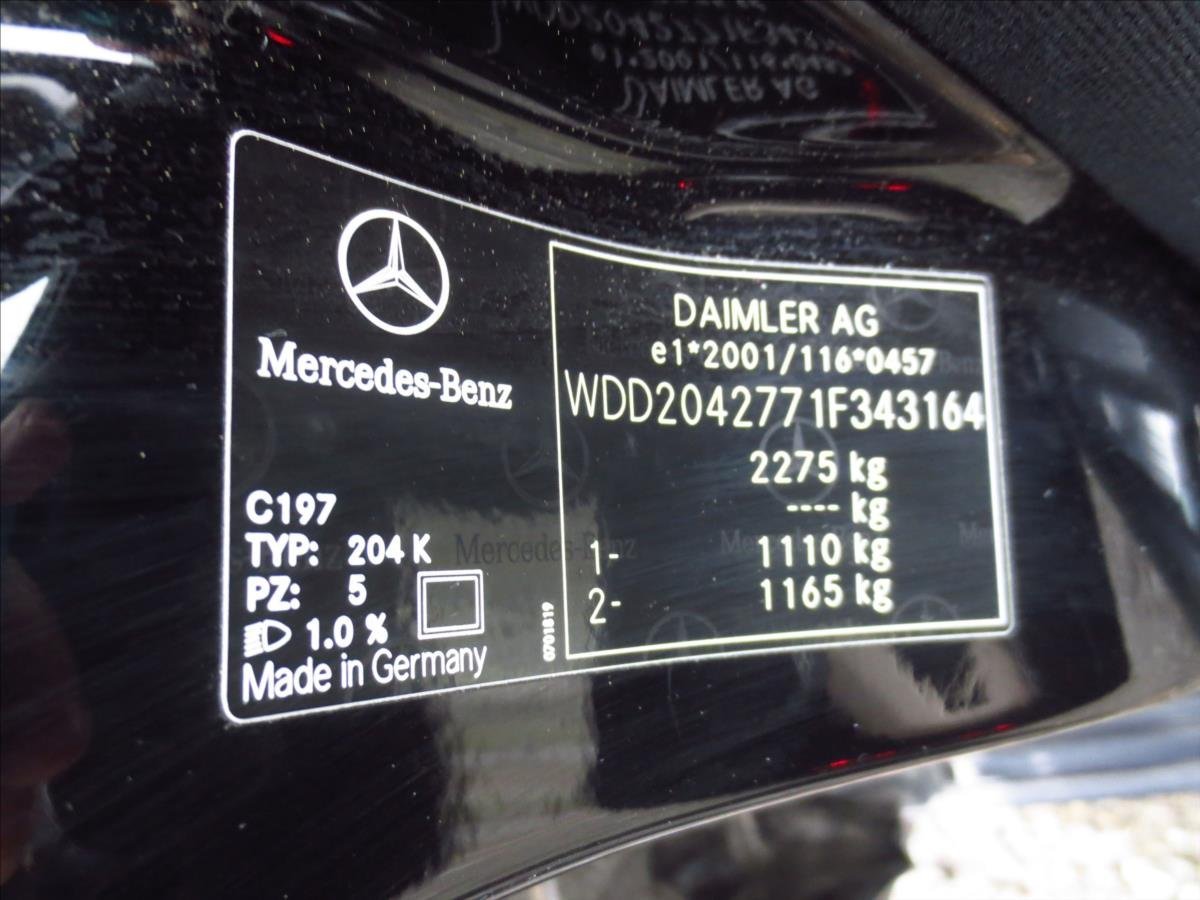 Mercedes-Benz
C197
TYP: 204 K
PZ: 5
1.0 %
Made in Germany
0701819
DAIMLER AG
e1*2001/116*0457
WDD2042771F343164
2275 kg
---- kg
1- 1110 kg
2- 1165 kg